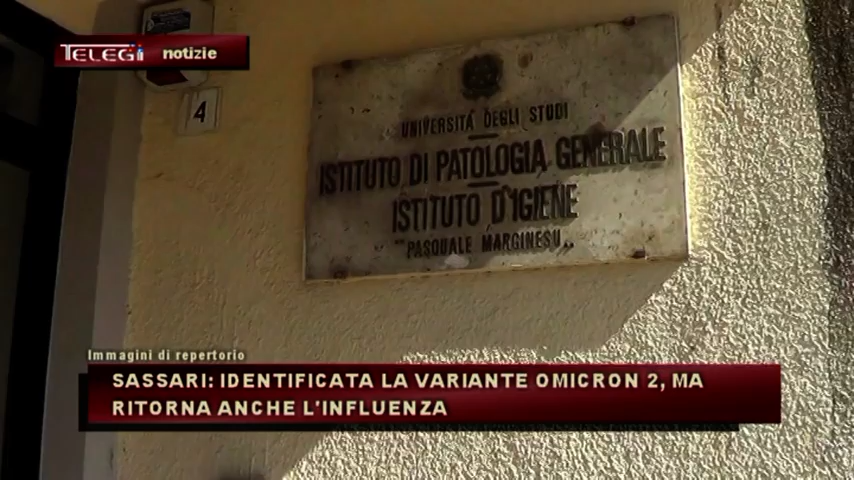 TELEGI notizie
4
UNIVERSITÀ DEGLI STUDI
ISTITUTO DI PATOLOGIA GENERALE
ISTITUTO D'IGIENE
"PASQUALE MARGINESU"
Immagini di repertorio
SASSARI: IDENTIFICATA LA VARIANTE OMICRON 2, MA
RITORNA ANCHE L'INFLUENZA